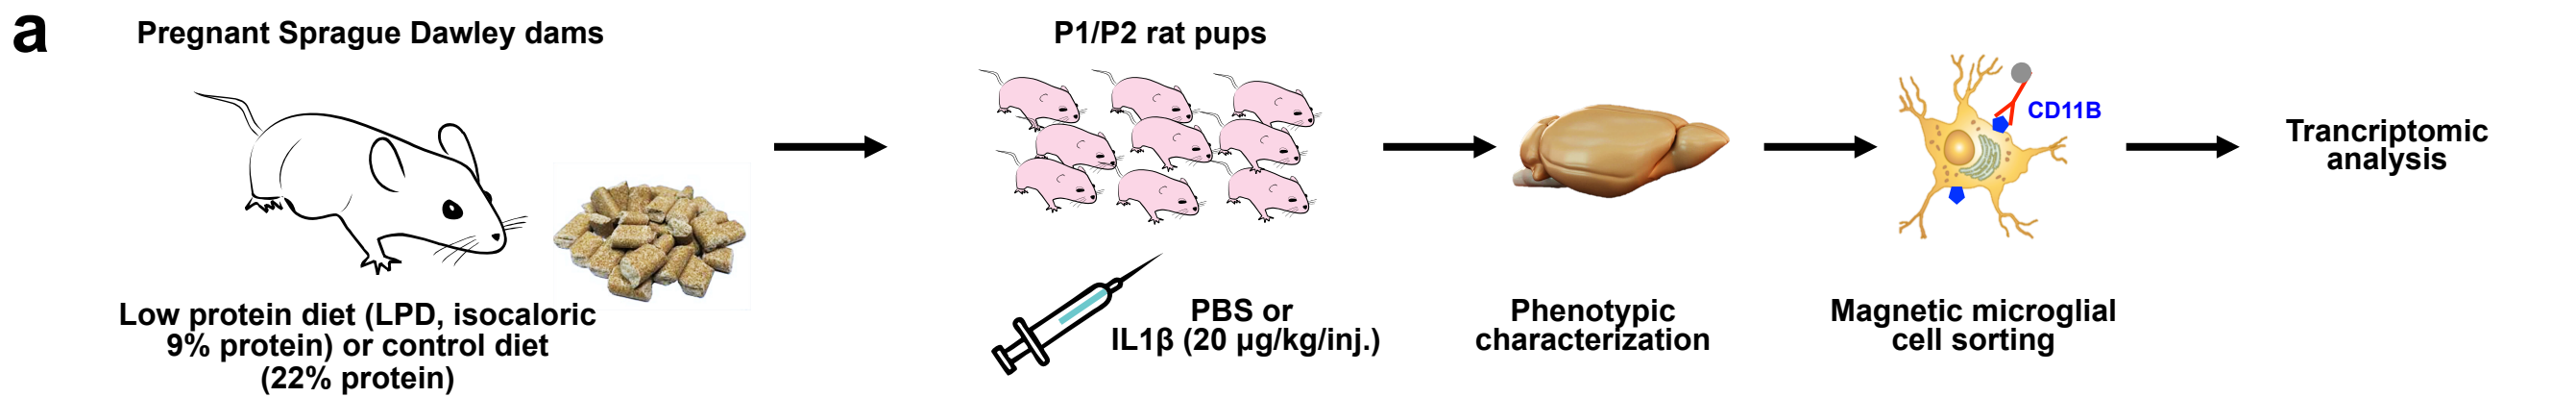 a
Pregnant Sprague Dawley dams
P1/P2 rat pups
CD11B
Trancriptomic
analysis
Low protein diet (LPD, isocaloric
9% protein) or control diet
(22% protein)
PBS or
IL1β (20 µg/kg/inj.)
Phenotypic
characterization
Magnetic microglial
cell sorting